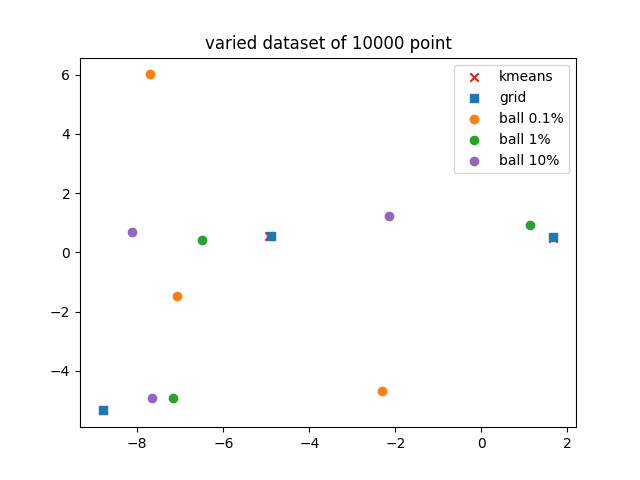 varied dataset of 10000 point
kmeans
grid
ball 0.1%
ball 1%
ball 10%
6
4
2
0
−2
−4
−8
−6
−4
−2
0
2